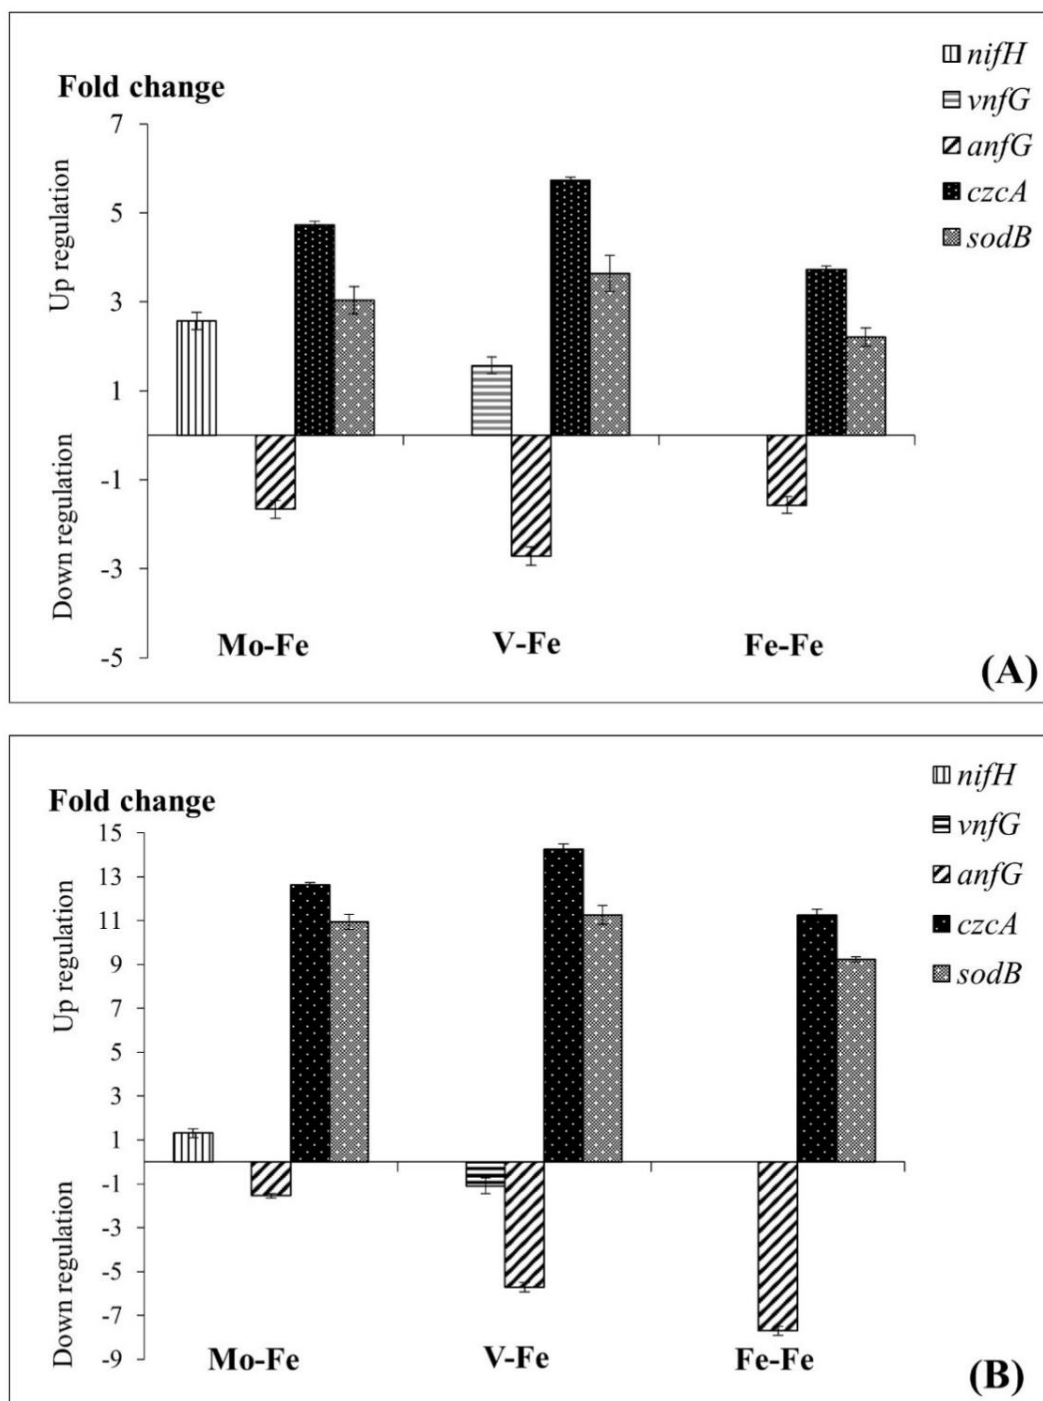 Fold change
nifH
vnfG
anfG
czcA
sodB
Up regulation
Down regulation
7
5
3
1
-1
-3
-5
Mo-Fe
V-Fe
Fe-Fe
(A)
Fold change
nifH
vnfG
anfG
czcA
sodB
Up regulation
Down regulation
15
13
11
9
7
5
3
1
-1
-3
-5
-7
-9
Mo-Fe
V-Fe
Fe-Fe
(B)